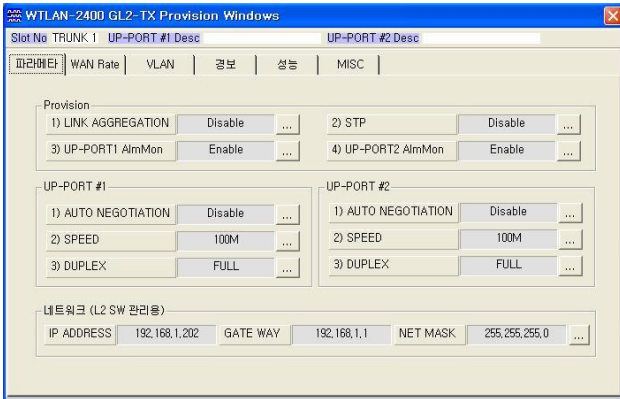 WTLAN-2400 GL2-TX Provision Windows
Slot No TRUNK 1 UP-PORT #1 Desc UP-PORT #2 Desc
파라메타 WAN Rate VLAN 경보 성능 MISC
Provision
1) LINK AGGREGATION Disable ... 2) STP Disable ...
3) UP-PORT1 AlmMon Enable ... 4) UP-PORT2 AlmMon Enable ...
UP-PORT #1 UP-PORT #2
1) AUTO NEGOTIATION Disable ... 1) AUTO NEGOTIATION Disable ...
2) SPEED 100M ... 2) SPEED 100M ...
3) DUPLEX FULL ... 3) DUPLEX FULL ...
네트워크 (L2 SW 관리용)
IP ADDRESS 192,168,1,202 GATE WAY 192,168,1,1 NET MASK 255,255,255,0 ...